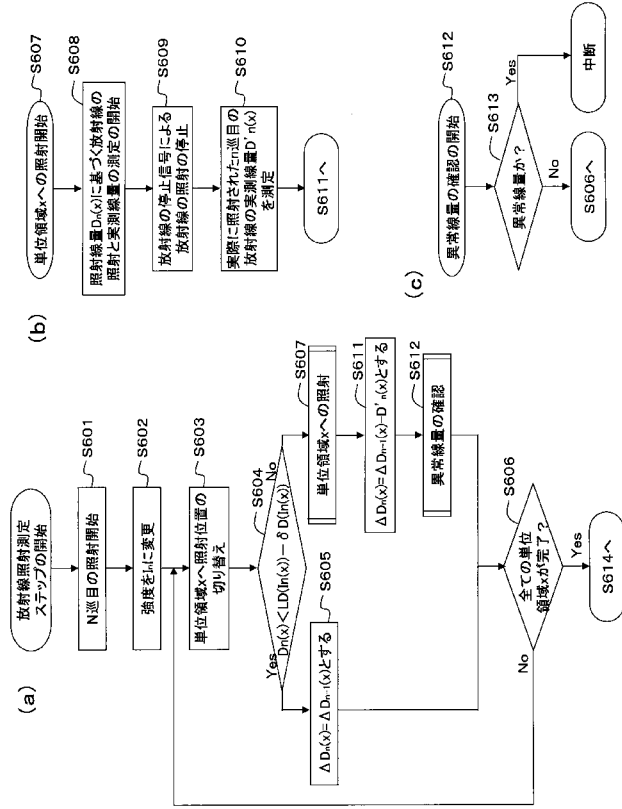 (a)
放射線照射測定
ステップの開始
S601
N巡目の照射開始
S602
強度をInに変更
S603
単位領域xへ照射位置の
切り替え
S604
Dn(x)<LD(In(x))-δD(In(x))
Yes
No
S605
ΔDn(x)=ΔDn-1(x)とする
S607
単位領域xへの照射
S611
ΔDn(x)=ΔDn-1(x)-D'n(x)とする
S612
異常線量の確認
S606
全ての単位
領域xが完了?
No
Yes
S614へ
(b)
S607
単位領域xへの照射開始
S608
照射線量Dn(x)に基づく放射線の
照射と実測線量の測定の開始
S609
放射線の停止信号による
放射線の照射の停止
S610
実際に照射されたn巡目の
放射線の実測線量D'n(x)
を測定
S611へ
(c)
S612
異常線量の確認の開始
S613
異常線量か?
Yes
No
中断
S606へ